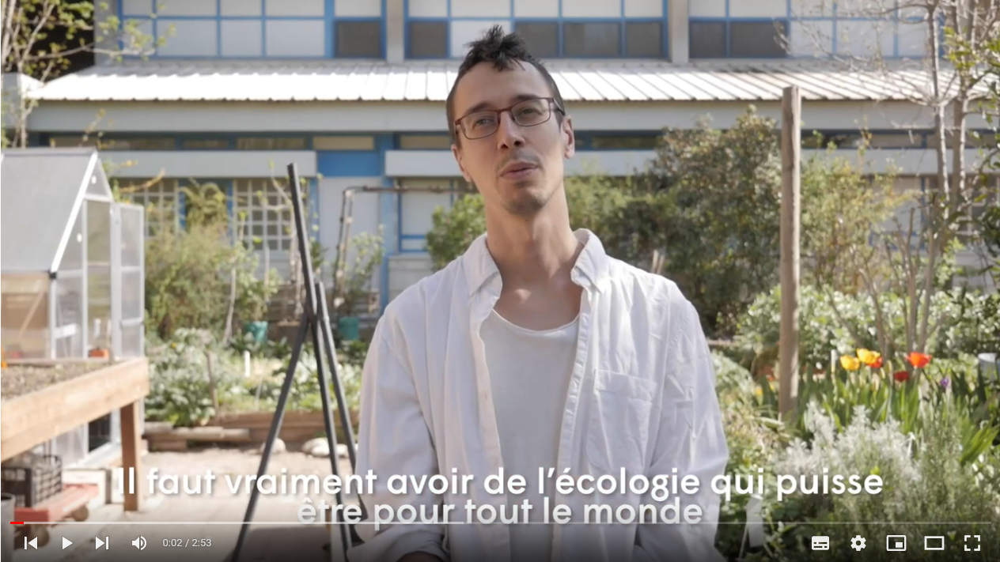 Il faut vraiment avoir de l’écologie qui puisse
être pour tout le monde
0:02 / 2:53